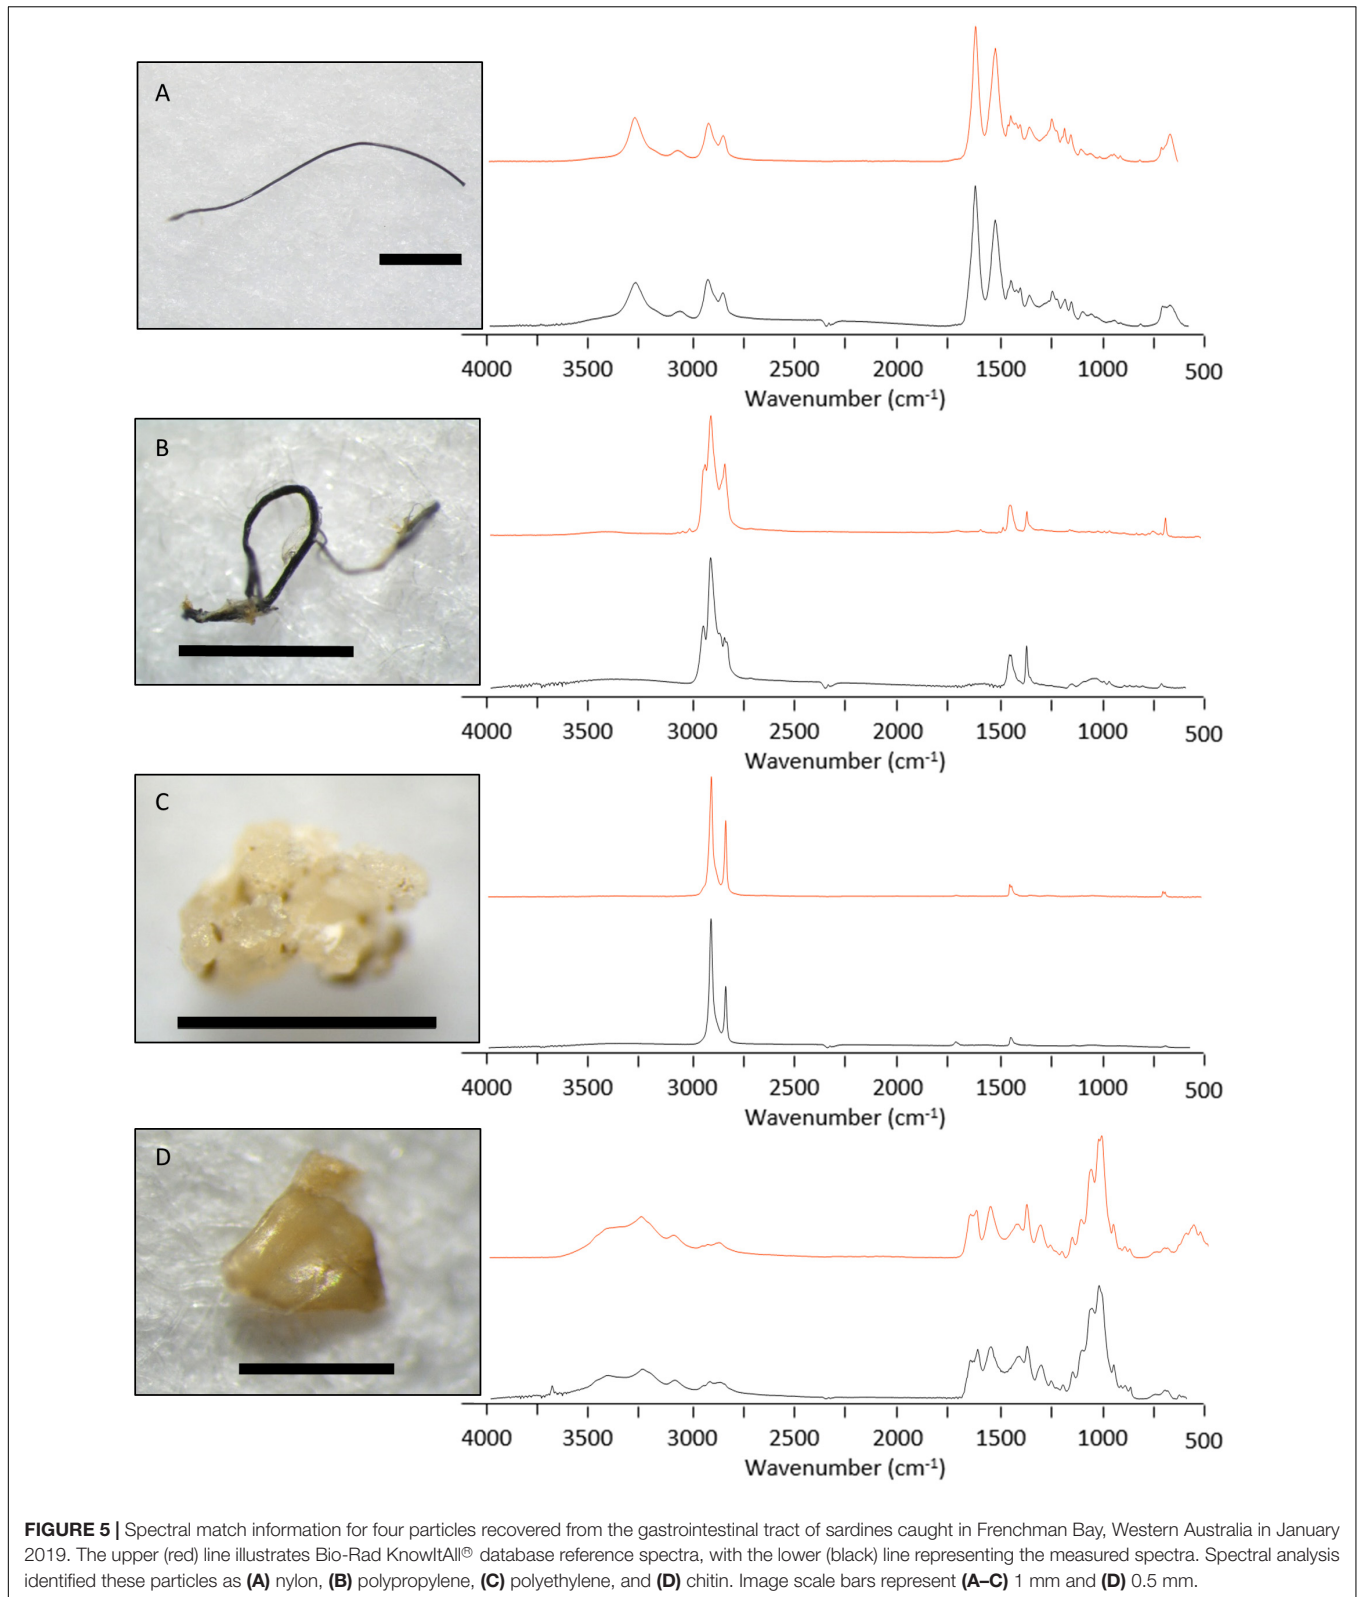 A
4000 3500 3000 2500 2000 1500 1000 500
Wavenumber (cm-1)
B
4000 3500 3000 2500 2000 1500 1000 500
Wavenumber (cm-1)
C
4000 3500 3000 2500 2000 1500 1000 500
Wavenumber (cm-1)
D
4000 3500 3000 2500 2000 1500 1000 500
Wavenumber (cm-1)
FIGURE 5 | Spectral match information for four particles recovered from the gastrointestinal tract of sardines caught in Frenchman Bay, Western Australia in January
2019. The upper (red) line illustrates Bio-Rad KnowItAll® database reference spectra, with the lower (black) line representing the measured spectra. Spectral analysis
identified these particles as (A) nylon, (B) polypropylene, (C) polyethylene, and (D) chitin. Image scale bars represent (A–C) 1 mm and (D) 0.5 mm.